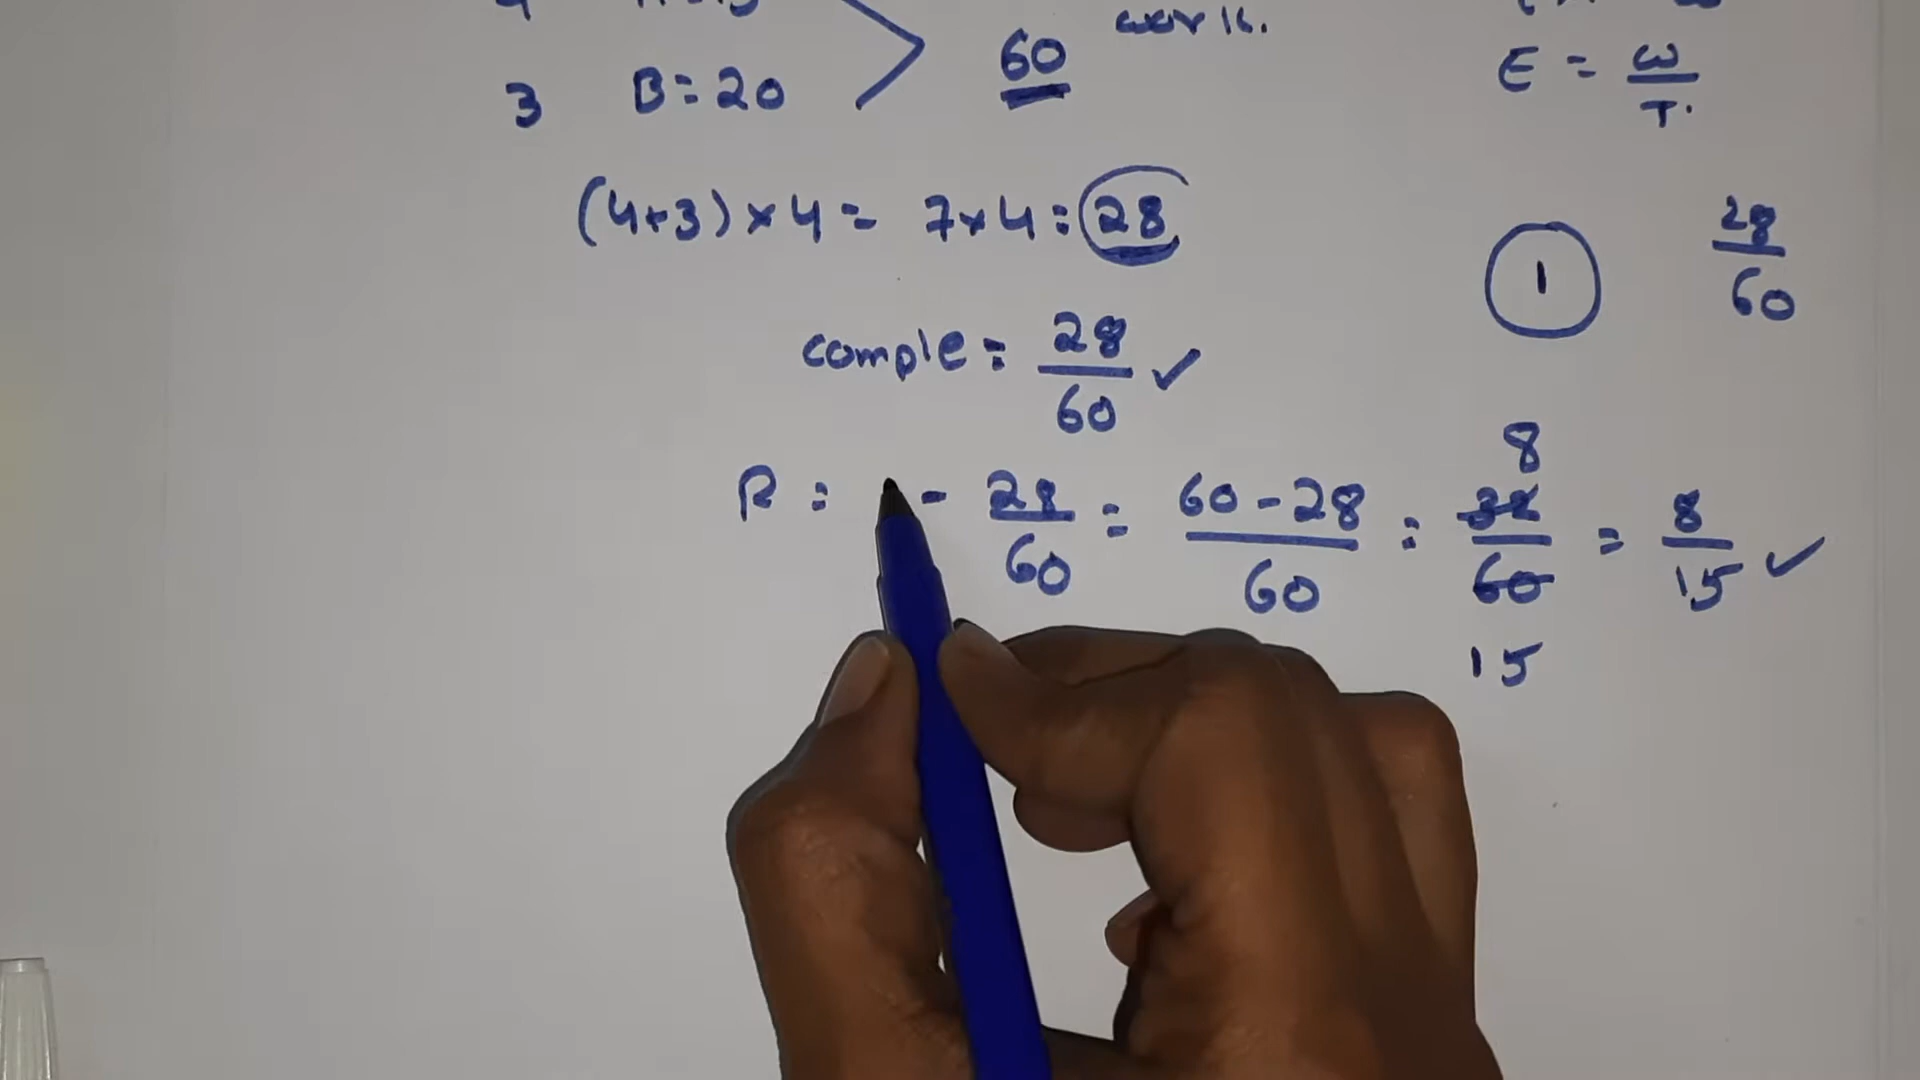 4
work.
3 B=20
60
E = w/T.
(4+3)×4= 7×4=28
1
28/60
comple = 28/60 ✓
R = - 28/60 = 60-28/60 = 32/60 = 8/15 ✓
8
15